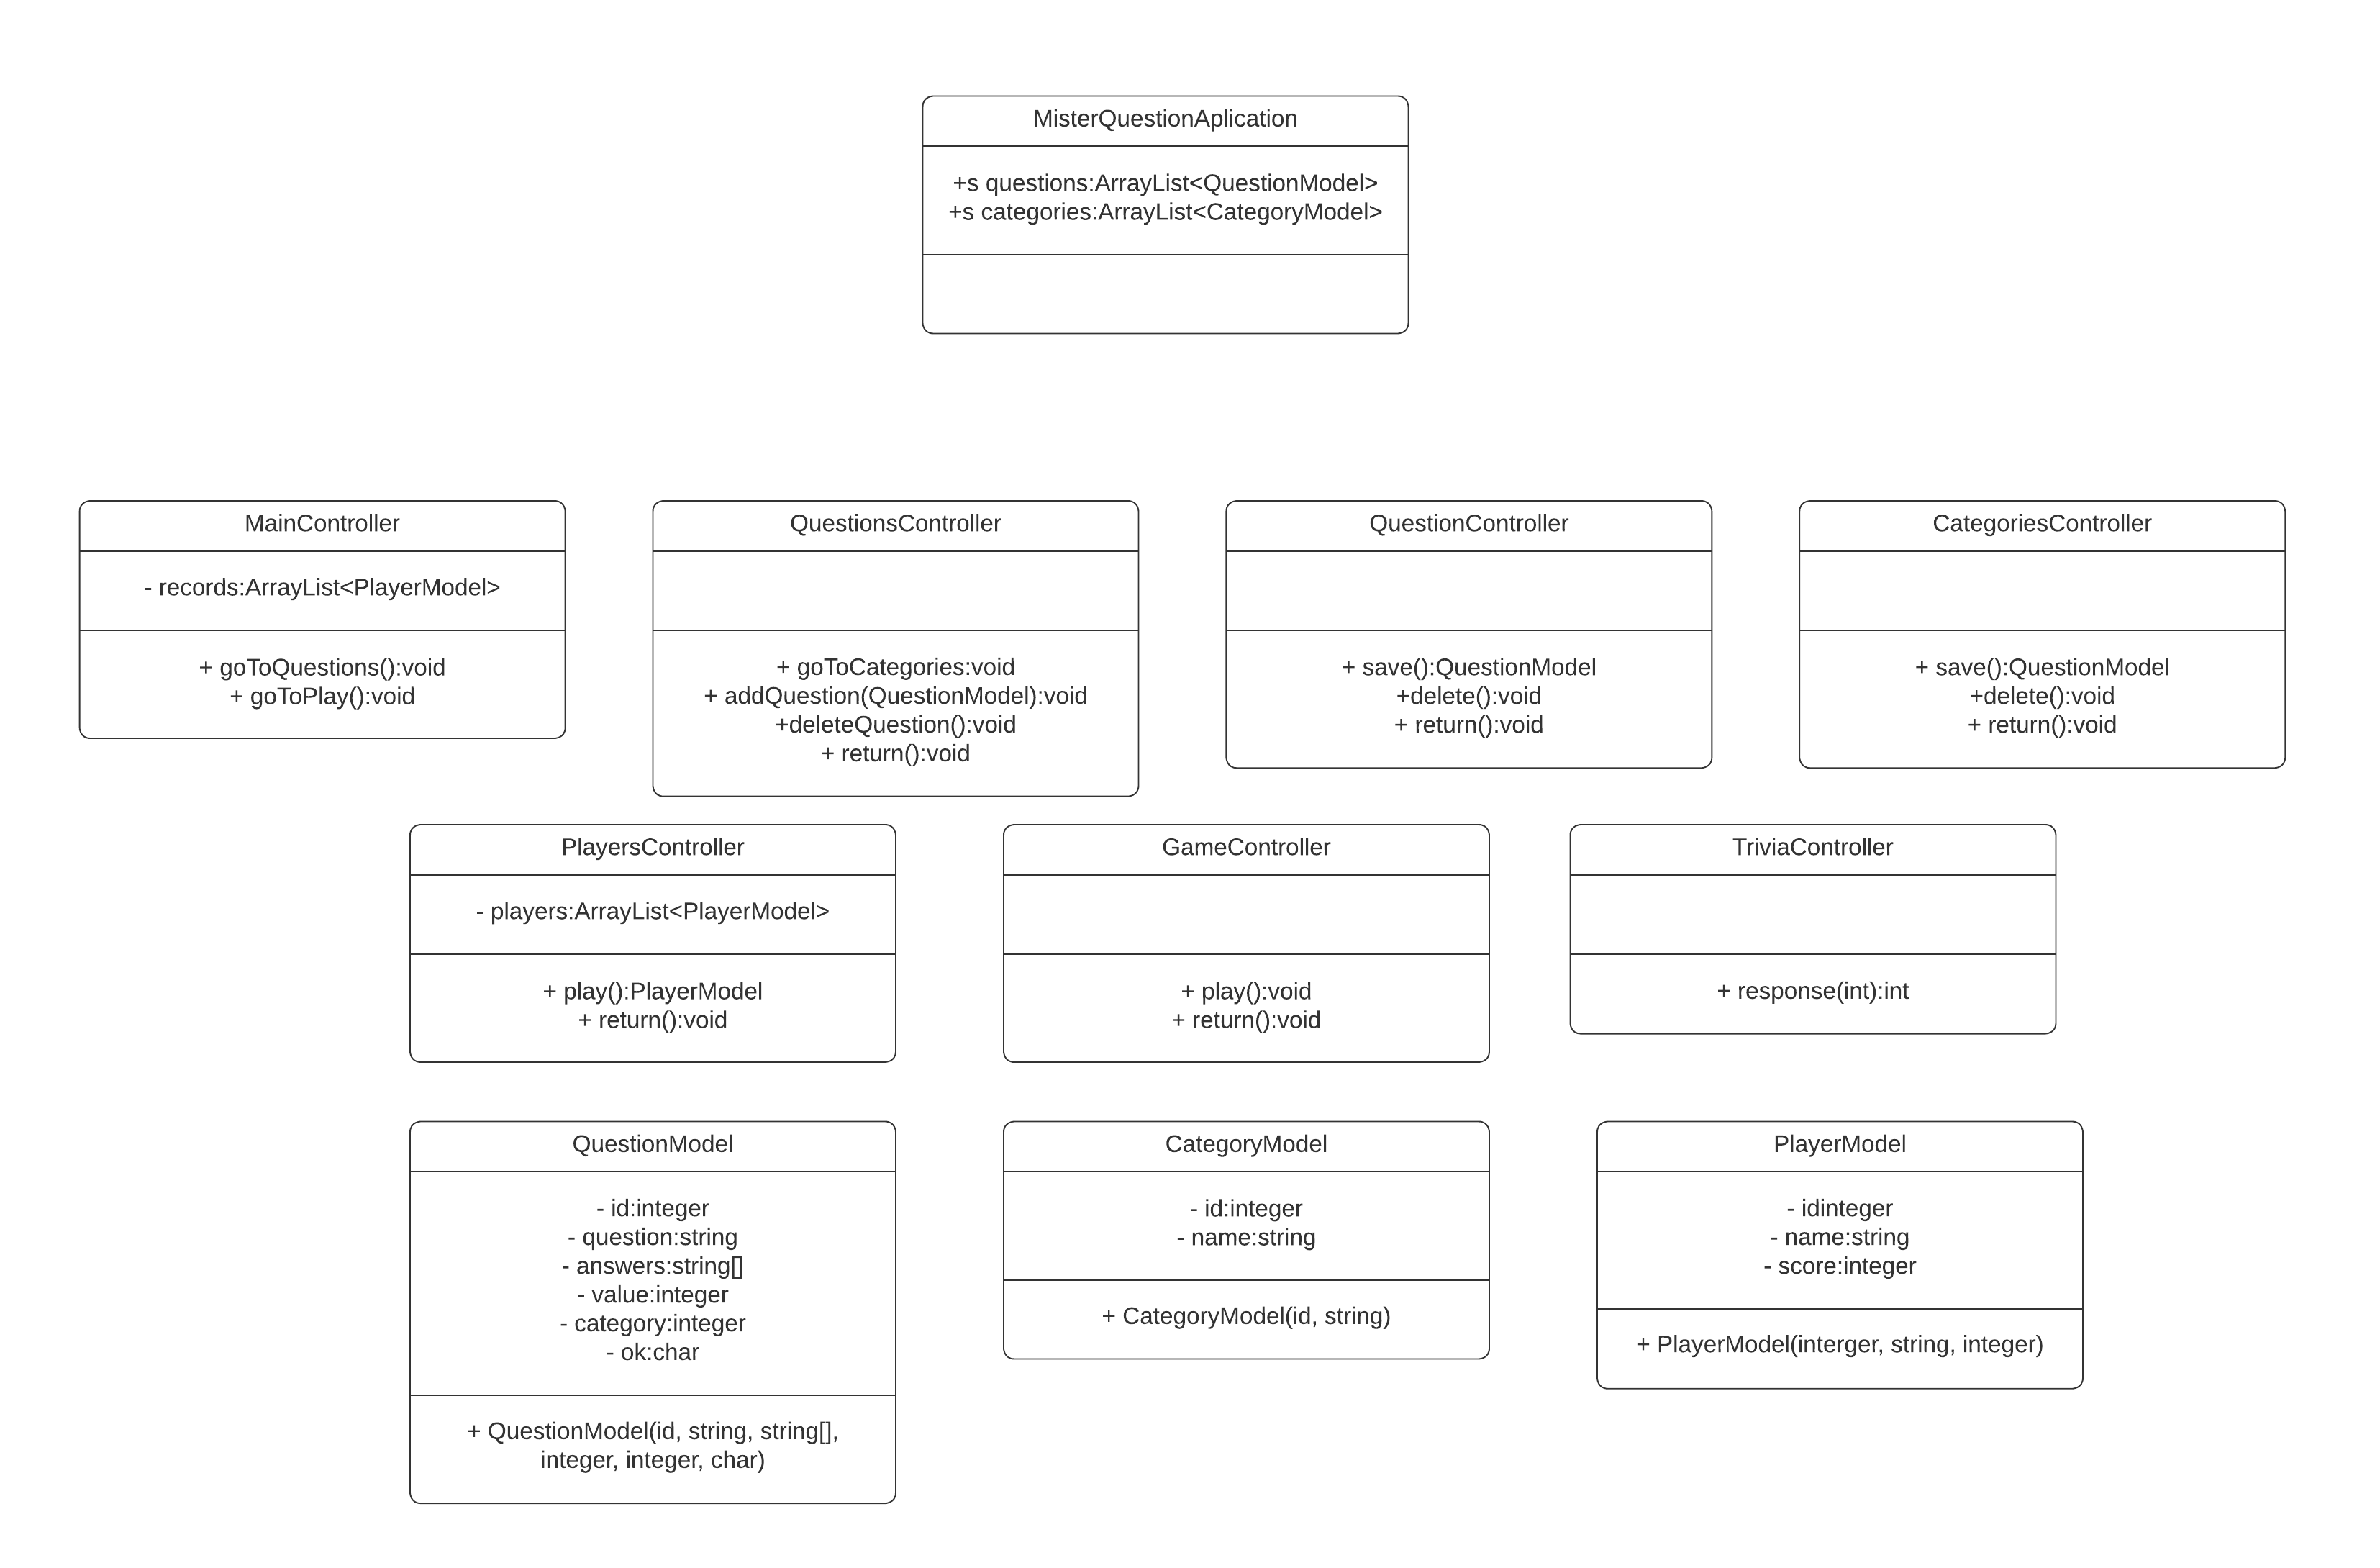 MisterQuestionAplication
+s questions:ArrayList<QuestionModel>
+s categories:ArrayList<CategoryModel>
MainController
- records:ArrayList<PlayerModel>
+ goToQuestions():void
+ goToPlay():void
QuestionsController
+ goToCategories:void
+ addQuestion(QuestionModel):void
+deleteQuestion():void
+ return():void
QuestionController
+ save():QuestionModel
+delete():void
+ return():void
CategoriesController
+ save():QuestionModel
+delete():void
+ return():void
PlayersController
- players:ArrayList<PlayerModel>
+ play():PlayerModel
+ return():void
GameController
+ play():void
+ return():void
TriviaController
+ response(int):int
QuestionModel
- id:integer
- question:string
- answers:string[]
- value:integer
- category:integer
- ok:char
+ QuestionModel(id, string, string[],
integer, integer, char)
CategoryModel
- id:integer
- name:string
+ CategoryModel(id, string)
PlayerModel
- idinteger
- name:string
- score:integer
+ PlayerModel(interger, string, integer)